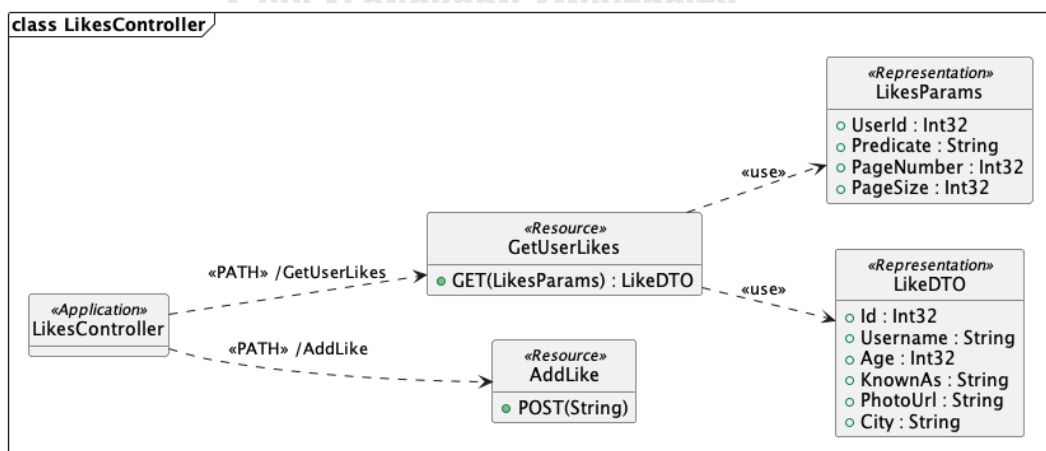 class LikesController
«Representation»
LikesParams
UserId : Int32
Predicate : String
PageNumber : Int32
PageSize : Int32
«use»
«Resource»
GetUserLikes
GET(LikesParams) : LikeDTO
«PATH» /GetUserLikes
«use»
«Representation»
LikeDTO
Id : Int32
Username : String
Age : Int32
KnownAs : String
PhotoUrl : String
City : String
«Application»
LikesController
«PATH» /AddLike
«Resource»
AddLike
POST(String)